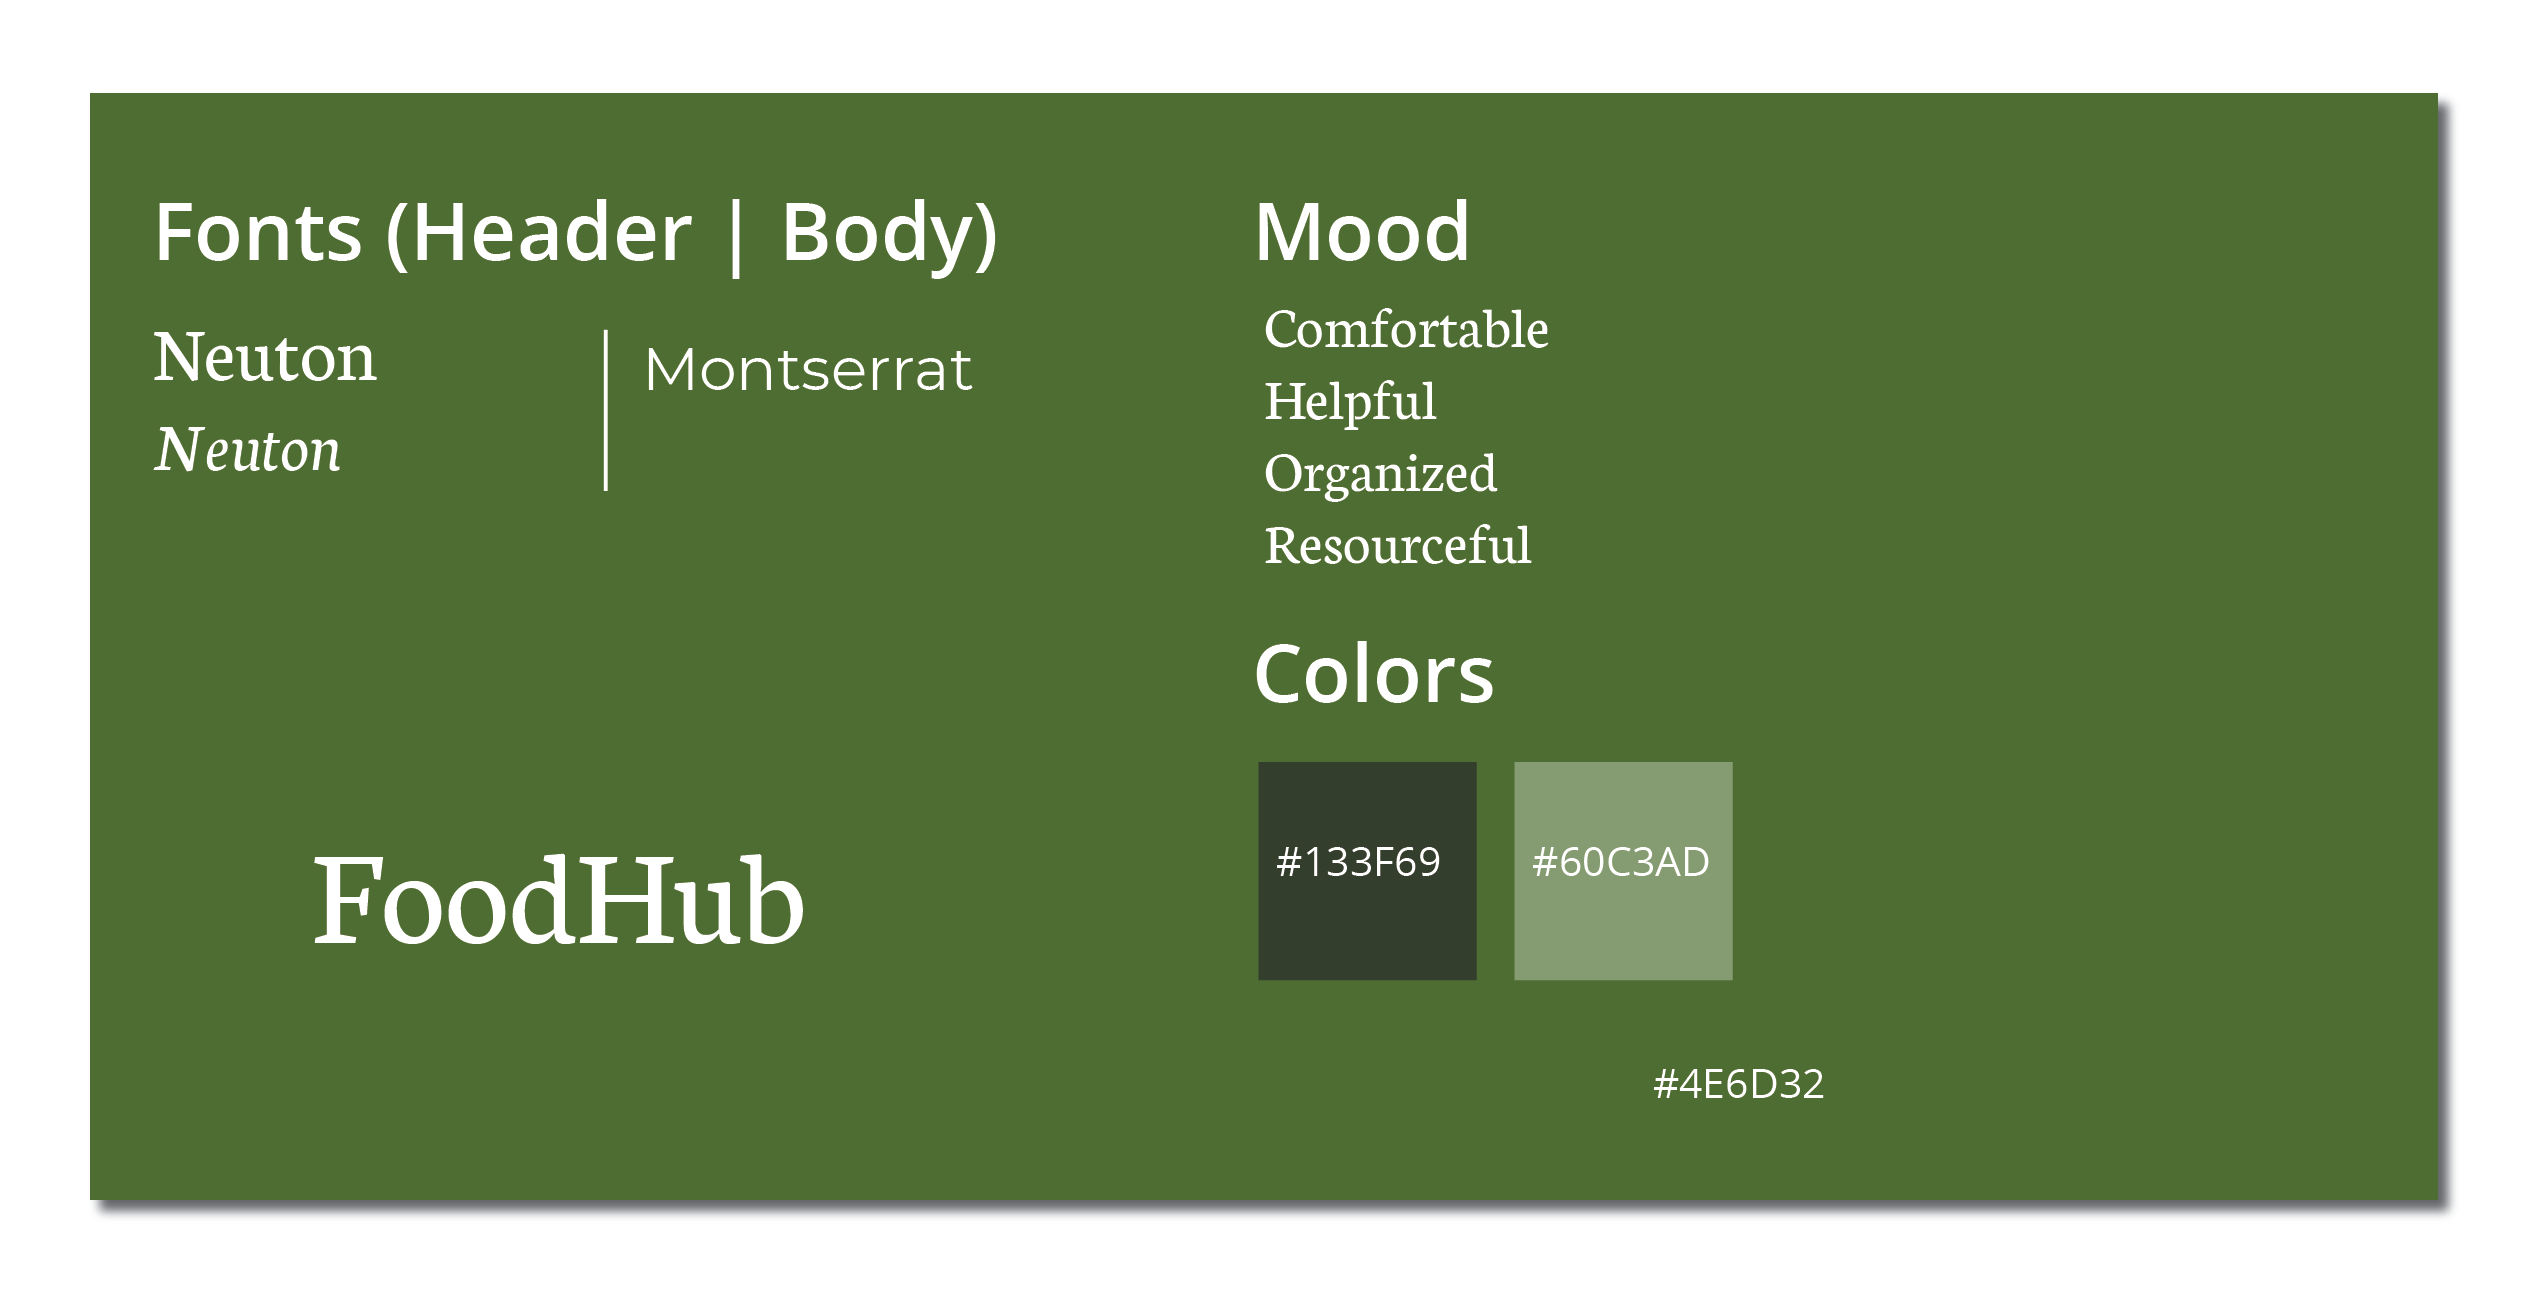 Fonts (Header | Body)
Neuton
Neuton
Montserrat
FoodHub
Mood
Comfortable
Helpful
Organized
Resourceful
Colors
#133F69
#60C3AD
#4E6D32